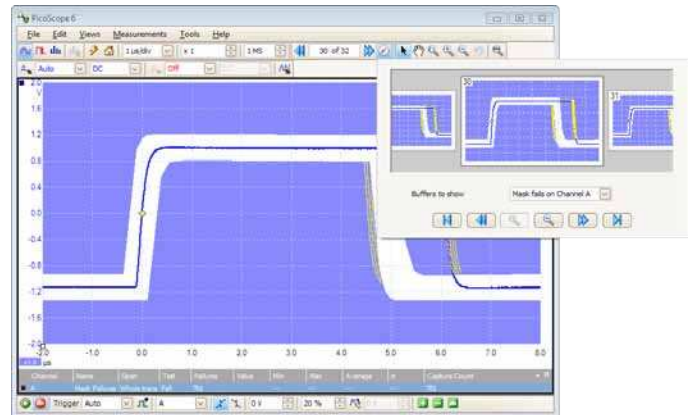 PicoScope 6
File Edit Views Measurements Tools Help
1 µs/div x 1 1 MS 30 of 32
A Auto DC Off
2.0
V
1.6
1.2
0.8
0.4
0.0
-0.4
-0.8
-1.2
-1.6
-2.0
-2.0 -1.0 0.0 1.0 2.0 3.0 4.0 5.0 6.0 7.0 8.0
µs
30
31
Buffers to show Mask fails on Channel A
Channel Name Span Test Failures Value Min Max Average σ Capture Count
A Mask Failures Whole trace Fail
Trigger Auto A 0 V 20 %